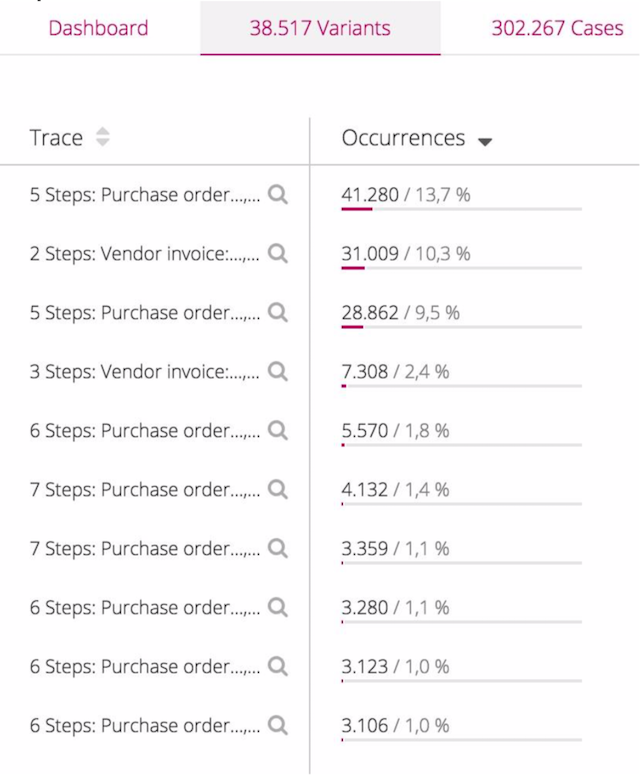 Dashboard 38.517 Variants 302.267 Cases
Trace Occurrences
5 Steps: Purchase order...,... 41.280 / 13,7 %
2 Steps: Vendor invoice:...,... 31.009 / 10,3 %
5 Steps: Purchase order...,... 28.862 / 9,5 %
3 Steps: Vendor invoice:...,... 7.308 / 2,4 %
6 Steps: Purchase order...,... 5.570 / 1,8 %
7 Steps: Purchase order...,... 4.132 / 1,4 %
7 Steps: Purchase order...,... 3.359 / 1,1 %
6 Steps: Purchase order...,... 3.280 / 1,1 %
6 Steps: Purchase order...,... 3.123 / 1,0 %
6 Steps: Purchase order...,... 3.106 / 1,0 %